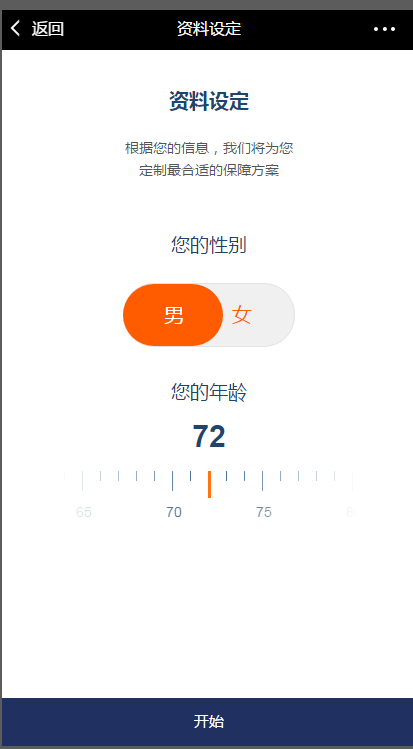 返回 资料设定
资料设定
根据您的信息，我们将为您
定制最合适的保障方案
您的性别
男 女
您的年龄
72
65 70 75
开始